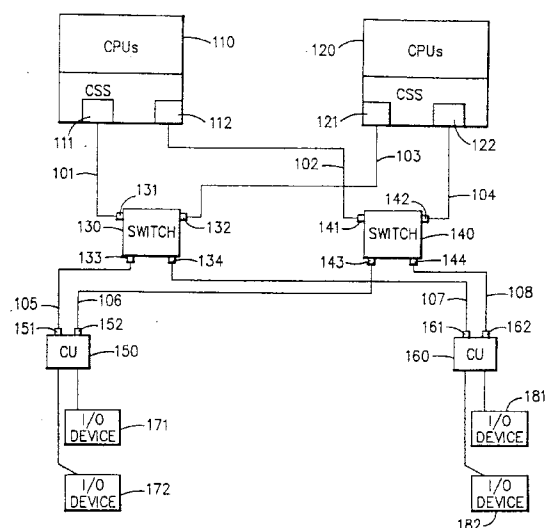 110
120
CPUs
CPUs
CSS
CSS
111
112
121
122
101
102
103
104
131
132
141
142
130
SWITCH
SWITCH
140
133
134
143
144
105
106
107
108
151
152
161
162
CU
150
160
CU
I/O
DEVICE
171
I/O
DEVICE
181
I/O
DEVICE
172
I/O
DEVICE
182